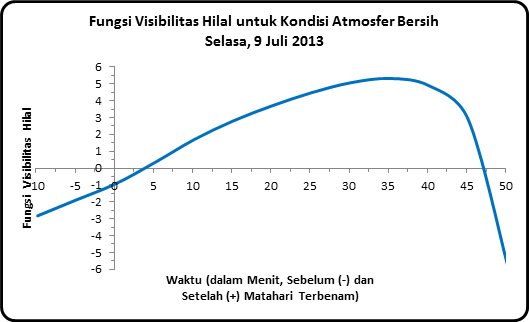 Fungsi Visibilitas Hilal untuk Kondisi Atmosfer Bersih
Selasa, 9 Juli 2013
Fungsi Visibilitas Hilal
6
5
4
3
2
1
0
-1
-2
-3
-4
-5
-6
-10 -5 0 5 10 15 20 25 30 35 40 45 50
Waktu (dalam Menit, Sebelum (-) dan
Setelah (+) Matahari Terbenam)